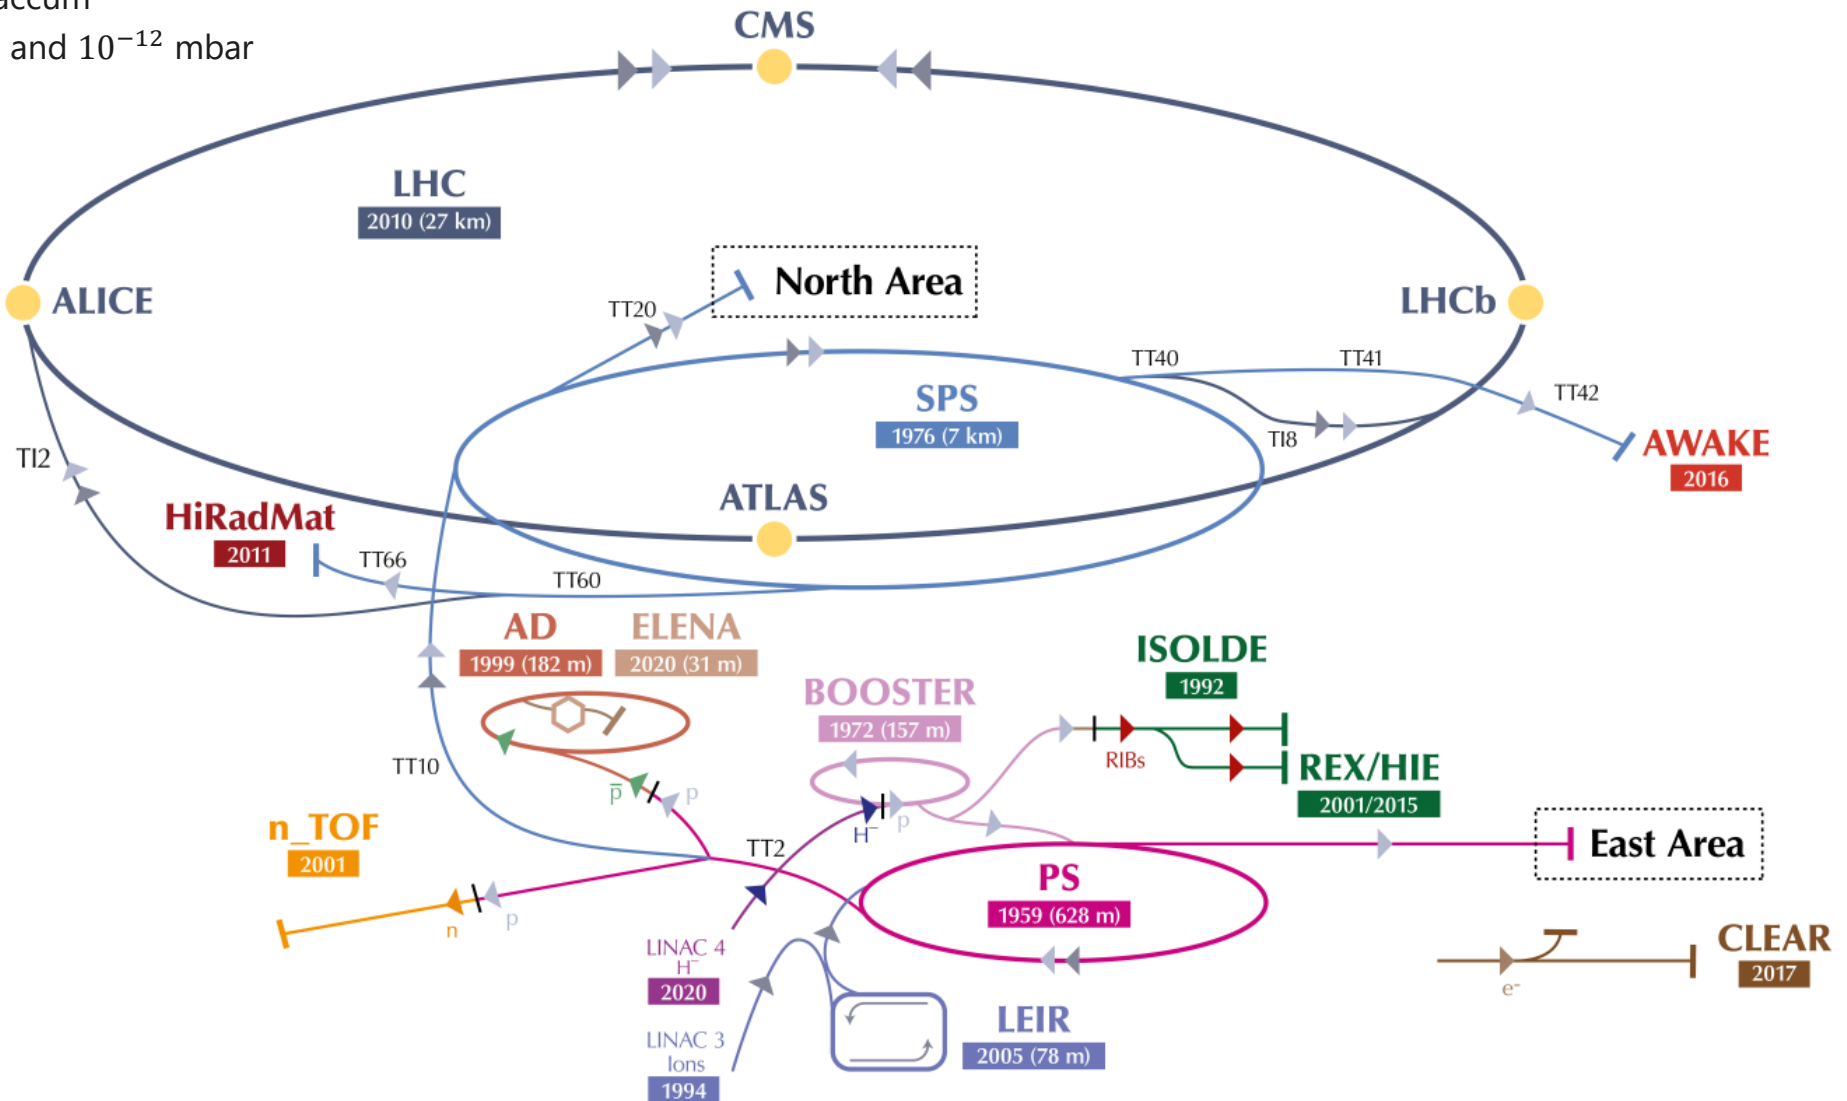 and 10⁻¹² mbar
CMS
LHC
2010 (27 km)
North Area
ALICE
LHCb
TT20
TT40
TT41
TT42
SPS
1976 (7 km)
TI8
AWAKE
2016
TI2
ATLAS
HiRadMat
2011
TT66
TT60
AD
1999 (182 m)
ELENA
2020 (31 m)
ISOLDE
1992
BOOSTER
1972 (157 m)
RIBs
REX/HIE
2001/2015
TT10
p̅
p
H⁻
p
n_TOF
2001
TT2
East Area
PS
1959 (628 m)
n
p
LINAC 4
H⁻
2020
CLEAR
2017
e⁻
LEIR
2005 (78 m)
LINAC 3
Ions
1994